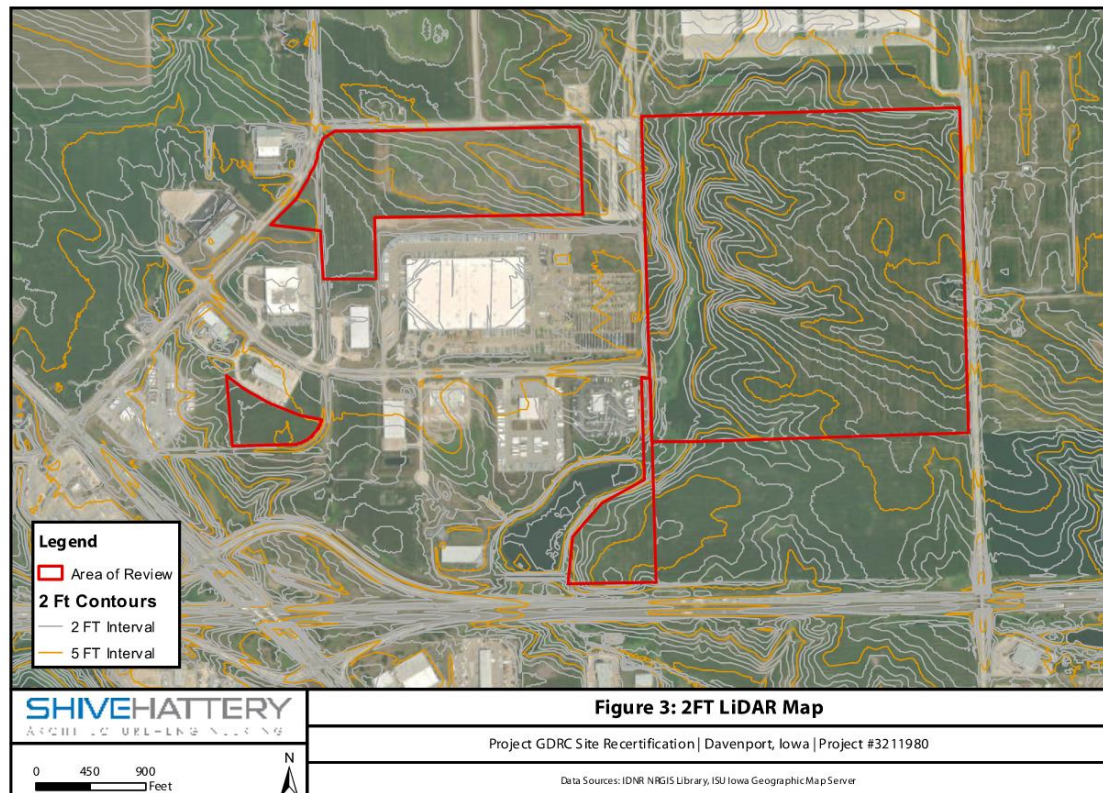 Legend
Area of Review
2 Ft Contours
2 FT Interval
5 FT Interval
SHIVEHATTERY
ARCHITECTURE+ENGINEERING
0 450 900
Feet
N
Figure 3: 2FT LiDAR Map
Project GDRC Site Recertification | Davenport, Iowa | Project #3211980
Data Sources: IDNR NRGIS Library, ISU Iowa Geographic Map Server